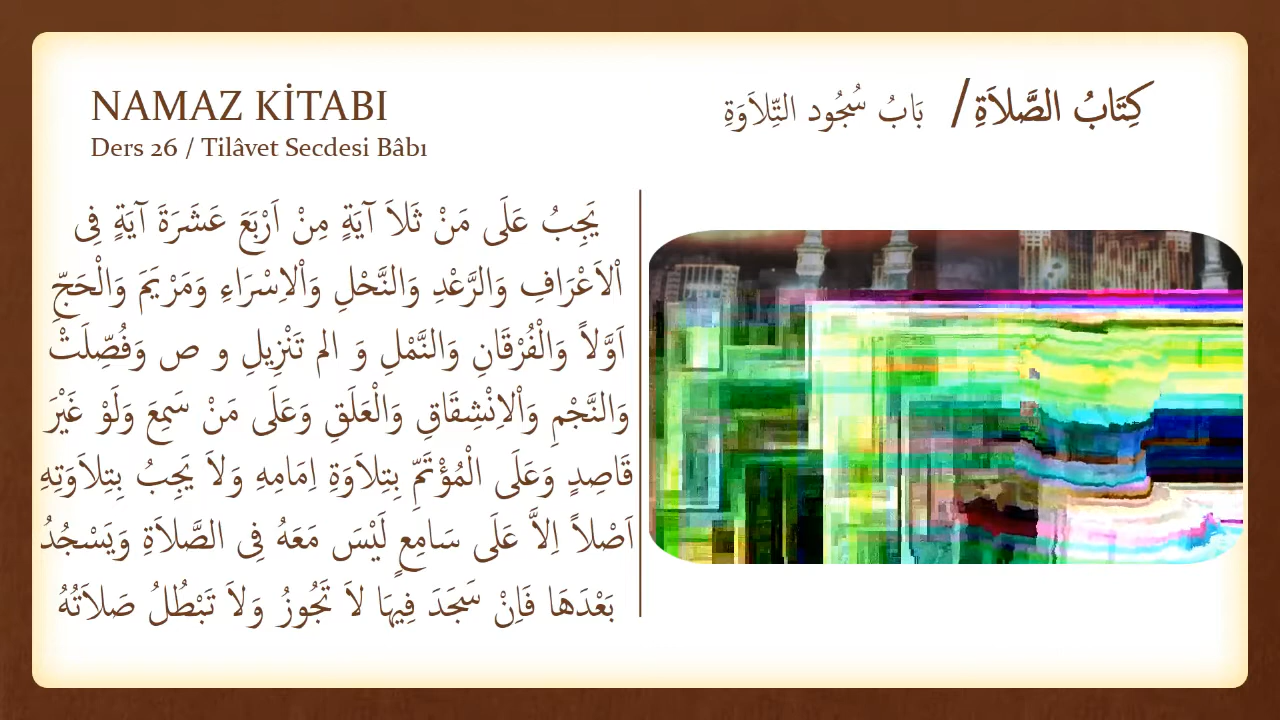 NAMAZ KİTABI
Ders 26 / Tilâvet Secdesi Bâbı
كِتَابُ الصَّلاَةِ / بَابُ سُجُود التِّلاَوَةِ
يَجِبُ عَلَى مَنْ ثَلاَ آيَةٍ مِنْ اَرْبَعَ عَشَرَةَ آيَةٍ فِى
اْلاَعْرَافِ وَالرَّعْدِ وَالنَّحْلِ وَاْلاِسْرَاءِ وَمَرْيَمَ وَالْحَجِّ
اَوَّلاً وَالْفُرْقَانِ وَالنَّمْلِ وَ الم تَنْزِيلِ و ص وَفُصِّلَتْ
وَالنَّجْمِ وَاْلاِنْشِقَاقِ وَالْعَلَقِ وَعَلَى مَنْ سَمِعَ وَلَوْ غَيْرَ
قَاصِدٍ وَعَلَى الْمُؤْتَمِّ بِتِلاَوَةِ اِمَامِهِ وَلاَ يَجِبُ بِتِلاَوَتِهِ
اَصْلاً اِلاَّ عَلَى سَامِعٍ لَيْسَ مَعَهُ فِى الصَّلاَةِ وَيَسْجُدُ
بَعْدَهَا فَاِنْ سَجَدَ فِيهَا لاَ تَجُوزُ وَلاَ تَبْطُلُ صَلاَتُهُ